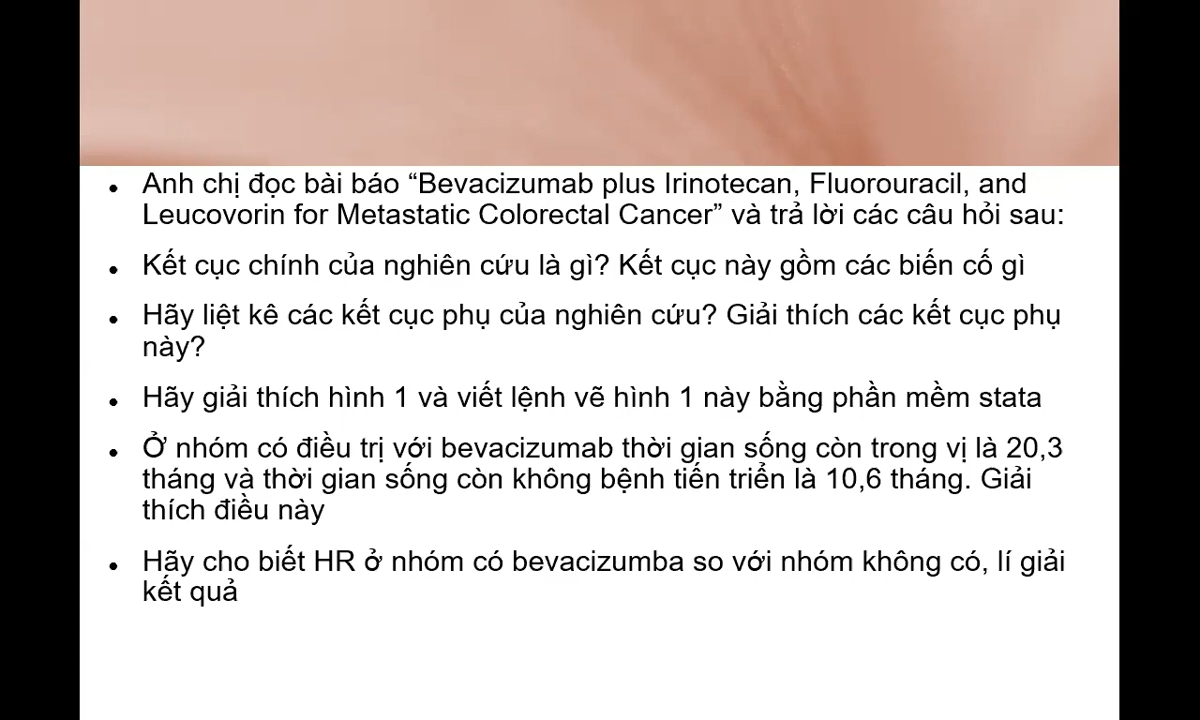 Anh chị đọc bài báo “Bevacizumab plus Irinotecan, Fluorouracil, and
Leucovorin for Metastatic Colorectal Cancer” và trả lời các câu hỏi sau:
Kết cục chính của nghiên cứu là gì? Kết cục này gồm các biến cố gì
Hãy liệt kê các kết cục phụ của nghiên cứu? Giải thích các kết cục phụ
này?
Hãy giải thích hình 1 và viết lệnh vẽ hình 1 này bằng phần mềm stata
Ở nhóm có điều trị với bevacizumab thời gian sống còn trong vị là 20,3
tháng và thời gian sống còn không bệnh tiến triển là 10,6 tháng. Giải
thích điều này
Hãy cho biết HR ở nhóm có bevacizumba so với nhóm không có, lí giải
kết quả